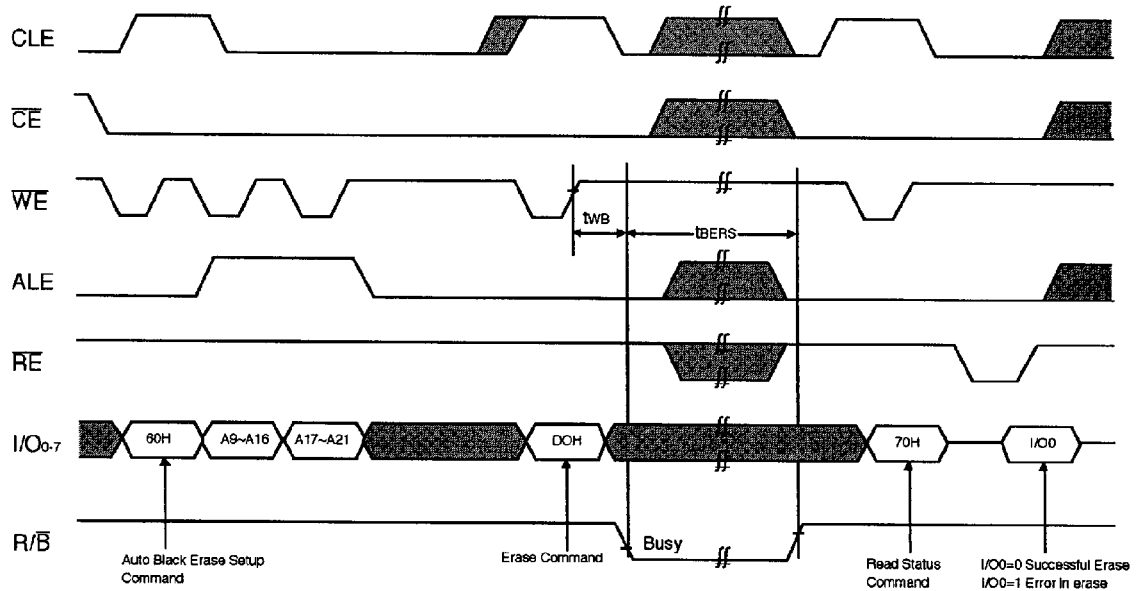 CLE
CE
WE
tWB
tBERS
ALE
RE
I/O0-7
60H
A9~A16
A17~A21
DOH
70H
I/O0
R/B
Busy
Auto Black Erase Setup
Command
Erase Command
Read Status
Command
I/O0=0 Successful Erase
I/O0=1 Error in erase